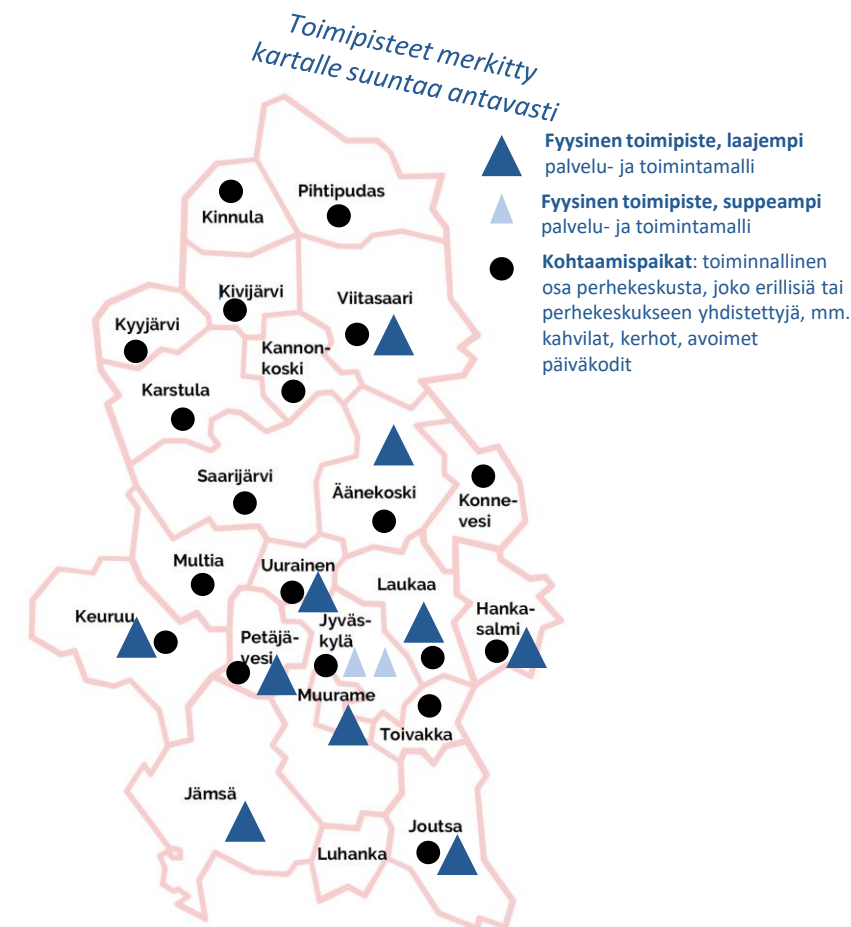 Toimipisteet merkitty
kartalle suuntaa antavasti
Fyysinen toimipiste, laajempi
palvelu- ja toimintamalli
Fyysinen toimipiste, suppeampi
palvelu- ja toimintamalli
Kohtaamispaikat: toiminnallinen
osa perhekeskusta, joko erillisiä tai
perhekeskukseen yhdistettyjä, mm.
kahvilat, kerhot, avoimet
päiväkodit
Kinnula
Pihtipudas
Kivijärvi
Viitasaari
Kyyjärvi
Kannon-
koski
Karstula
Saarijärvi
Äänekoski
Konne-
vesi
Multia
Uurainen
Laukaa
Keuruu
Hanka-
salmi
Petäjä-
vesi
Jyväs-
kylä
Muurame
Toivakka
Jämsä
Joutsa
Luhanka